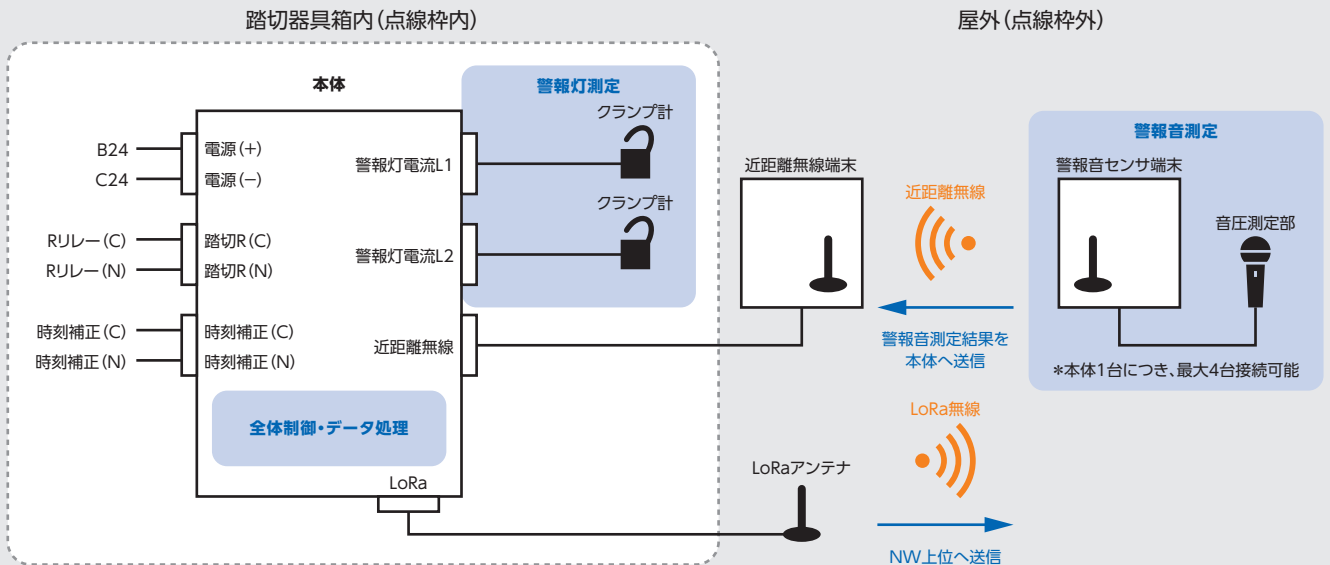 踏切器具箱内(点線枠内)
屋外(点線枠外)
本体
警報灯測定
クランプ計
B24
電源(+)
C24
電源(−)
警報灯電流L1
クランプ計
Rリレー(C)
踏切R(C)
Rリレー(N)
踏切R(N)
警報灯電流L2
時刻補正(C)
時刻補正(C)
時刻補正(N)
時刻補正(N)
近距離無線
全体制御・データ処理
LoRa
近距離無線端末
近距離無線
警報音測定結果を
本体へ送信
警報音測定
警報音センサ端末
音圧測定部
*本体1台につき、最大4台接続可能
LoRa無線
LoRaアンテナ
NW上位へ送信